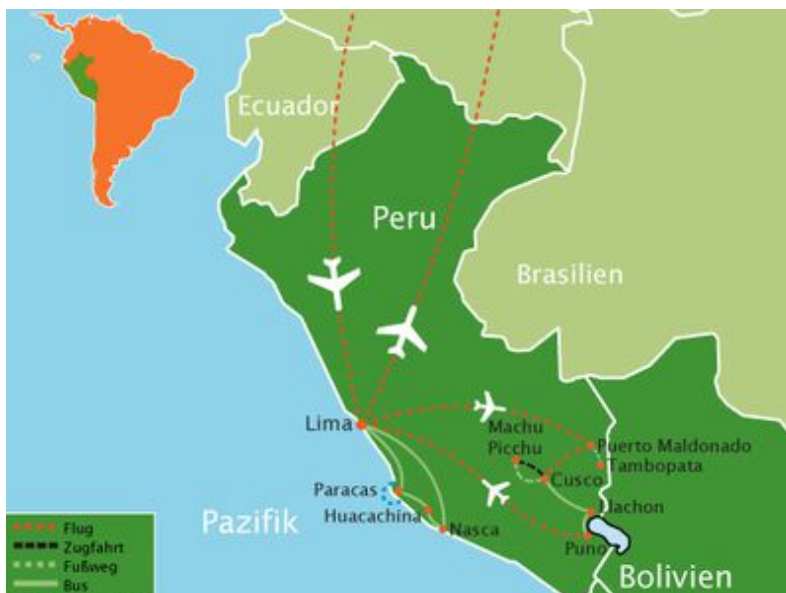 Ecuador
Peru
Brasilien
Lima
Machu
Picchu
Puerto Maldonado
Tambopata
Cusco
Paracas
Huacachina
Nasca
Llachon
Puno
Pazifik
Bolivien
Flug
Zugfahrt
Fußweg
Bus